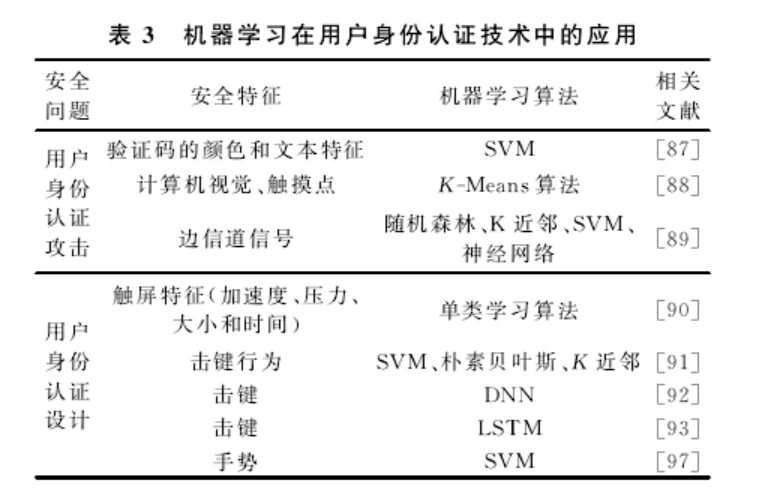 表 3 机器学习在用户身份认证技术中的应用
安全问题 安全特征 机器学习算法 相关文献
用户身份认证攻击
验证码的颜色和文本特征 SVM [87]
计算机视觉、触摸点 K-Means 算法 [88]
边信道信号 随机森林、K 近邻、SVM、神经网络 [89]
用户身份认证设计
触屏特征(加速度、压力、大小和时间) 单类学习算法 [90]
击键行为 SVM、朴素贝叶斯、K 近邻 [91]
击键 DNN [92]
击键 LSTM [93]
手势 SVM [97]